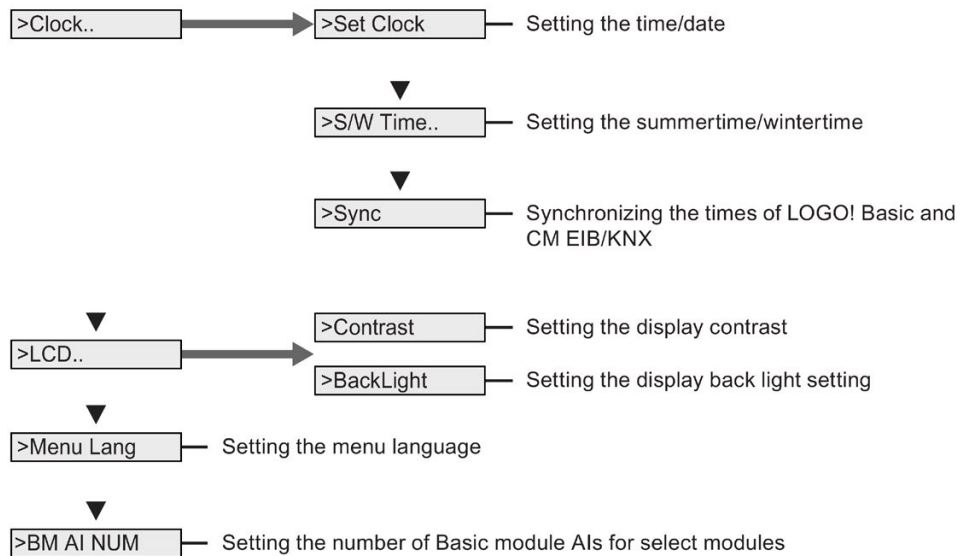 >Clock..
>Set Clock
Setting the time/date
>S/W Time..
Setting the summertime/wintertime
>Sync
Synchronizing the times of LOGO! Basic and
CM EIB/KNX
>Contrast
Setting the display contrast
>LCD..
>BackLight
Setting the display back light setting
>Menu Lang
Setting the menu language
>BM AI NUM
Setting the number of Basic module AIs for select modules